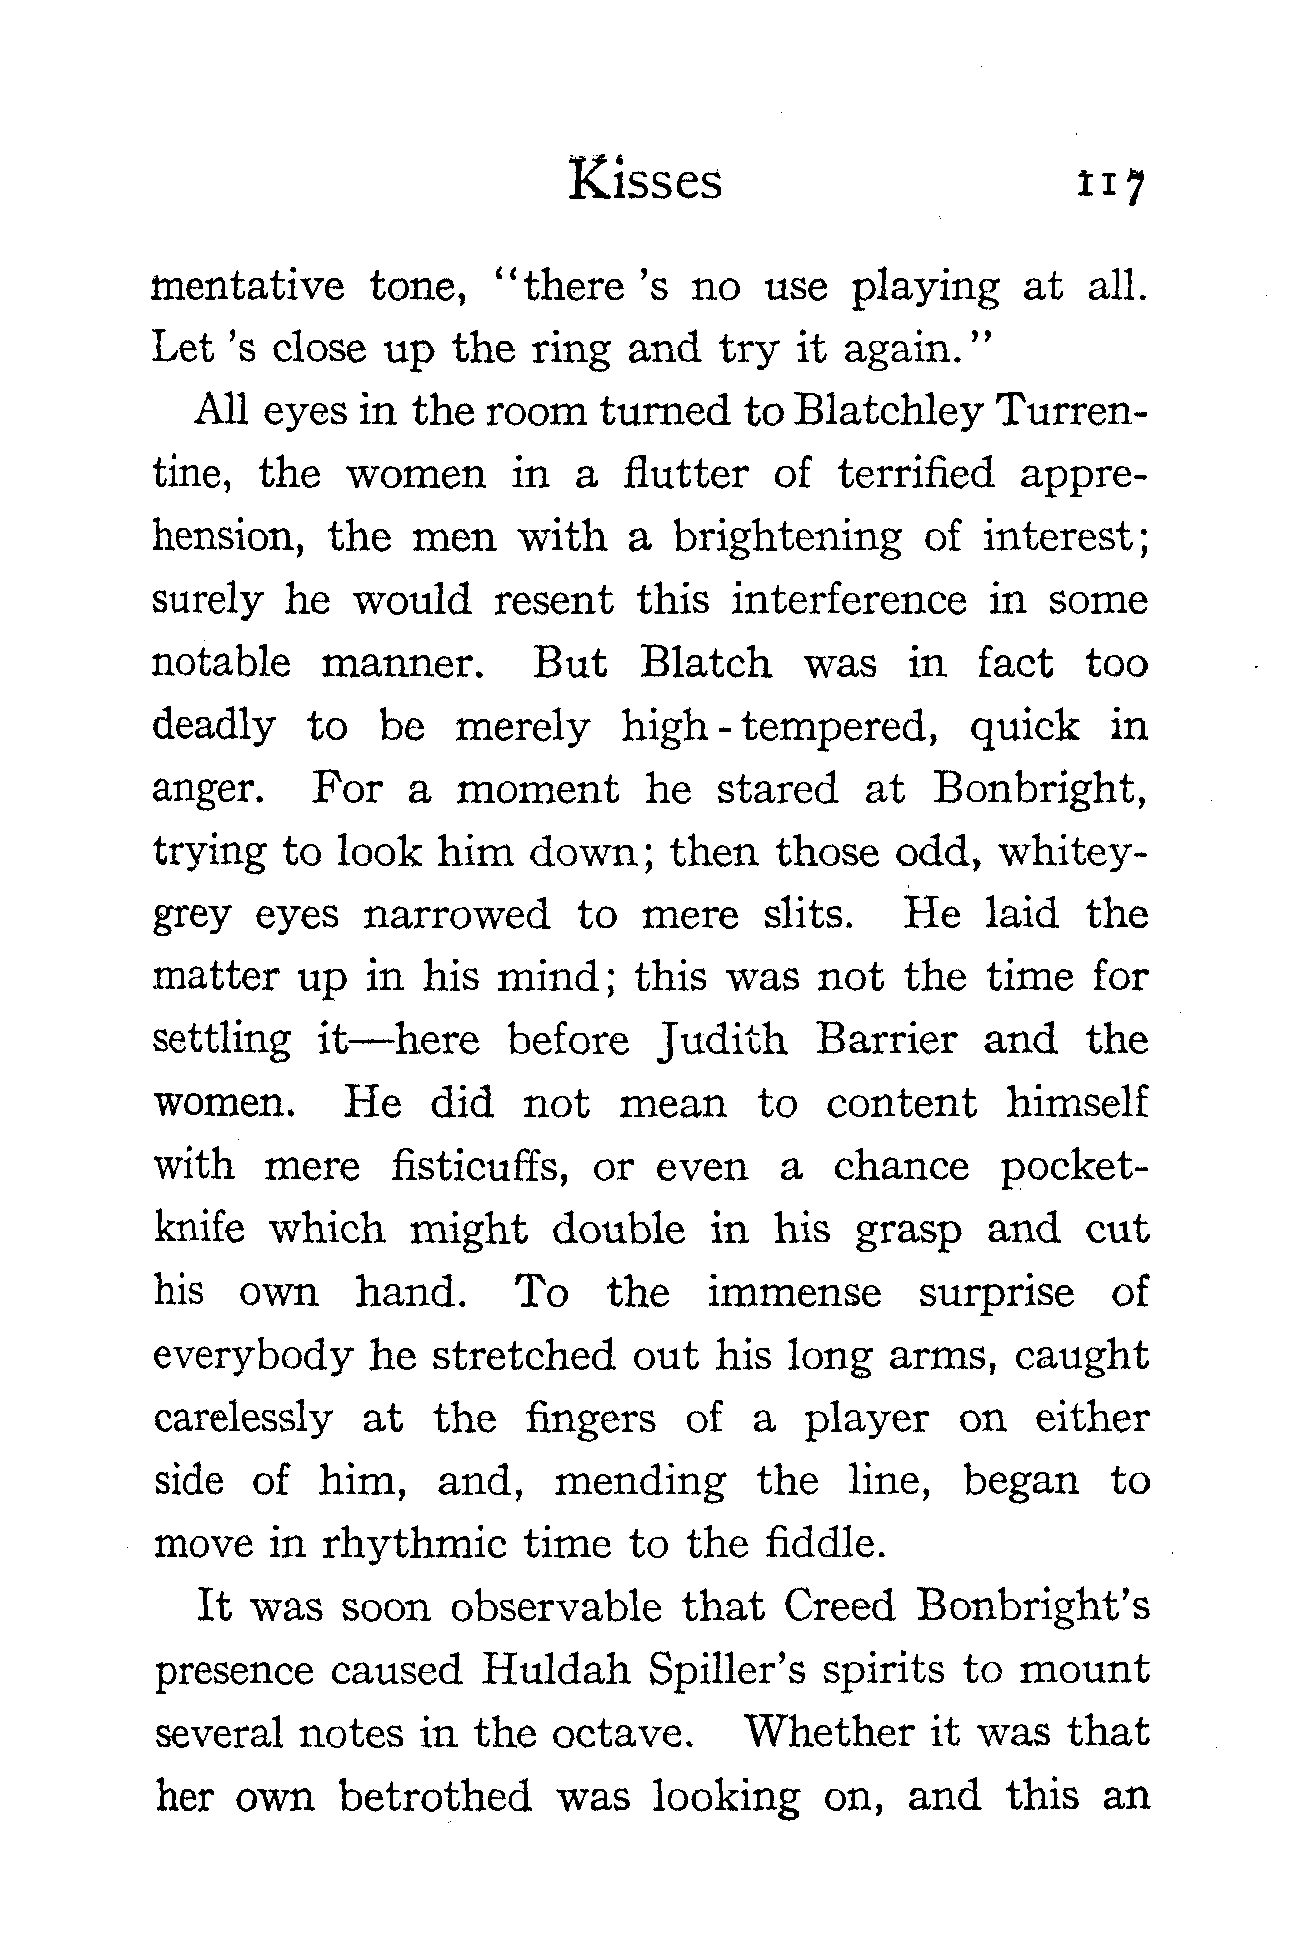 Kisses 117
mentative tone, "there 's no use playing at all.
Let 's close up the ring and try it again."
All eyes in the room turned to Blatchley Turren-
tine, the women in a flutter of terrified appre-
hension, the men with a brightening of interest;
surely he would resent this interference in some
notable manner. But Blatch was in fact too
deadly to be merely high-tempered, quick in
anger. For a moment he stared at Bonbright,
trying to look him down; then those odd, whitey-
grey eyes narrowed to mere slits. He laid the
matter up in his mind; this was not the time for
settling it—here before Judith Barrier and the
women. He did not mean to content himself
with mere fisticuffs, or even a chance pocket-
knife which might double in his grasp and cut
his own hand. To the immense surprise of
everybody he stretched out his long arms, caught
carelessly at the fingers of a player on either
side of him, and, mending the line, began to
move in rhythmic time to the fiddle.
It was soon observable that Creed Bonbright's
presence caused Huldah Spiller's spirits to mount
several notes in the octave. Whether it was that
her own betrothed was looking on, and this an